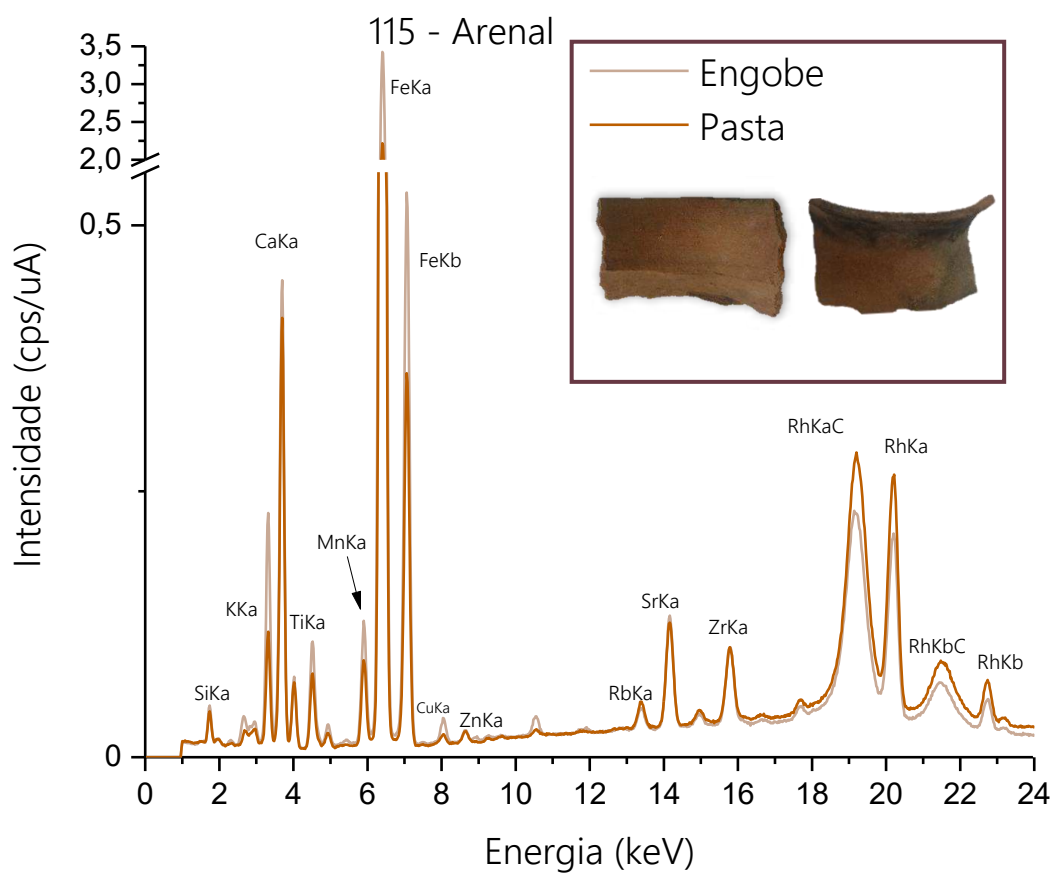 115 - Arenal
Engobe
Pasta
Intensidade (cps/uA)
3,5
3,0
2,5
2,0
0,5
0
FeKa
CaKa
FeKb
MnKa
KKa
TiKa
SiKa
CuKa
ZnKa
RbKa
SrKa
ZrKa
RhKaC
RhKa
RhKbC
RhKb
0 2 4 6 8 10 12 14 16 18 20 22 24
Energia (keV)